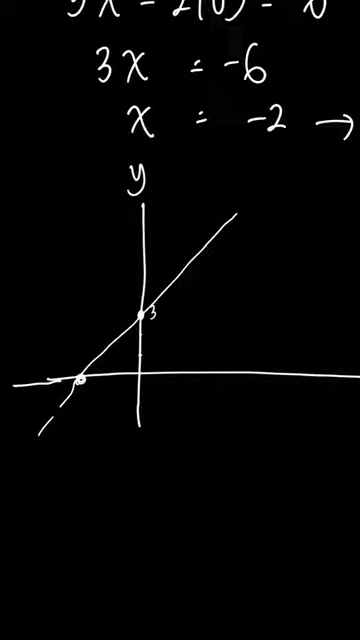 3x = -6
x = -2 →
y
3